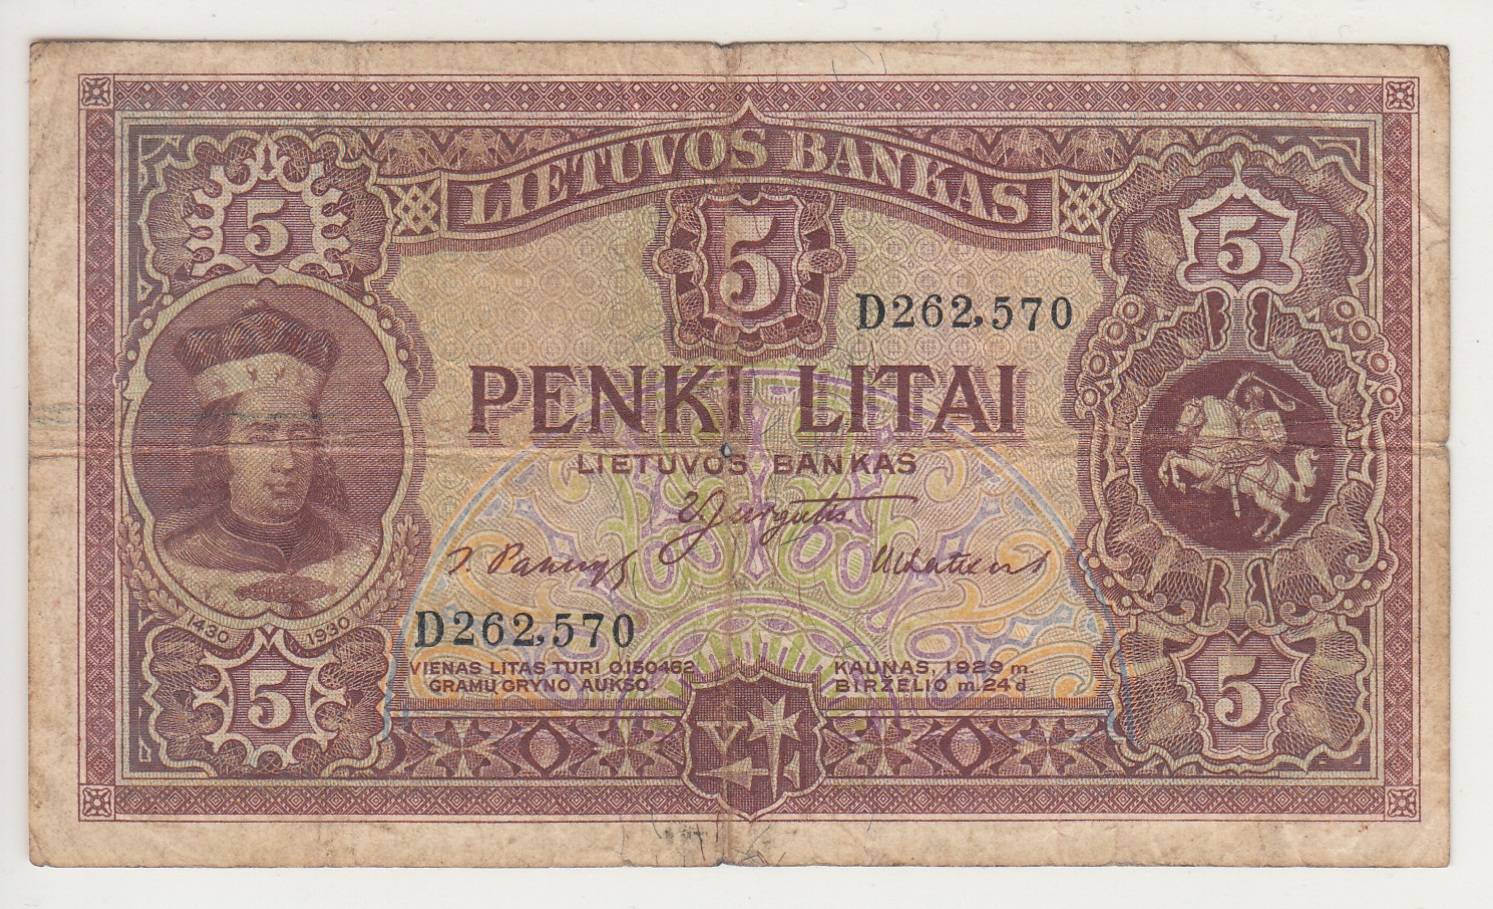 LIETUVOS BANKAS
5
5
5
D262,570
PENKI LITAI
LIETUVOS BANKAS
D262,570
1430 1930
VIENAS LITAS TURI 0,150462
GRAMŲ GRYNO AUKSO.
KAUNAS, 1929 m
BIRŽELIO m. 24 d
5
5